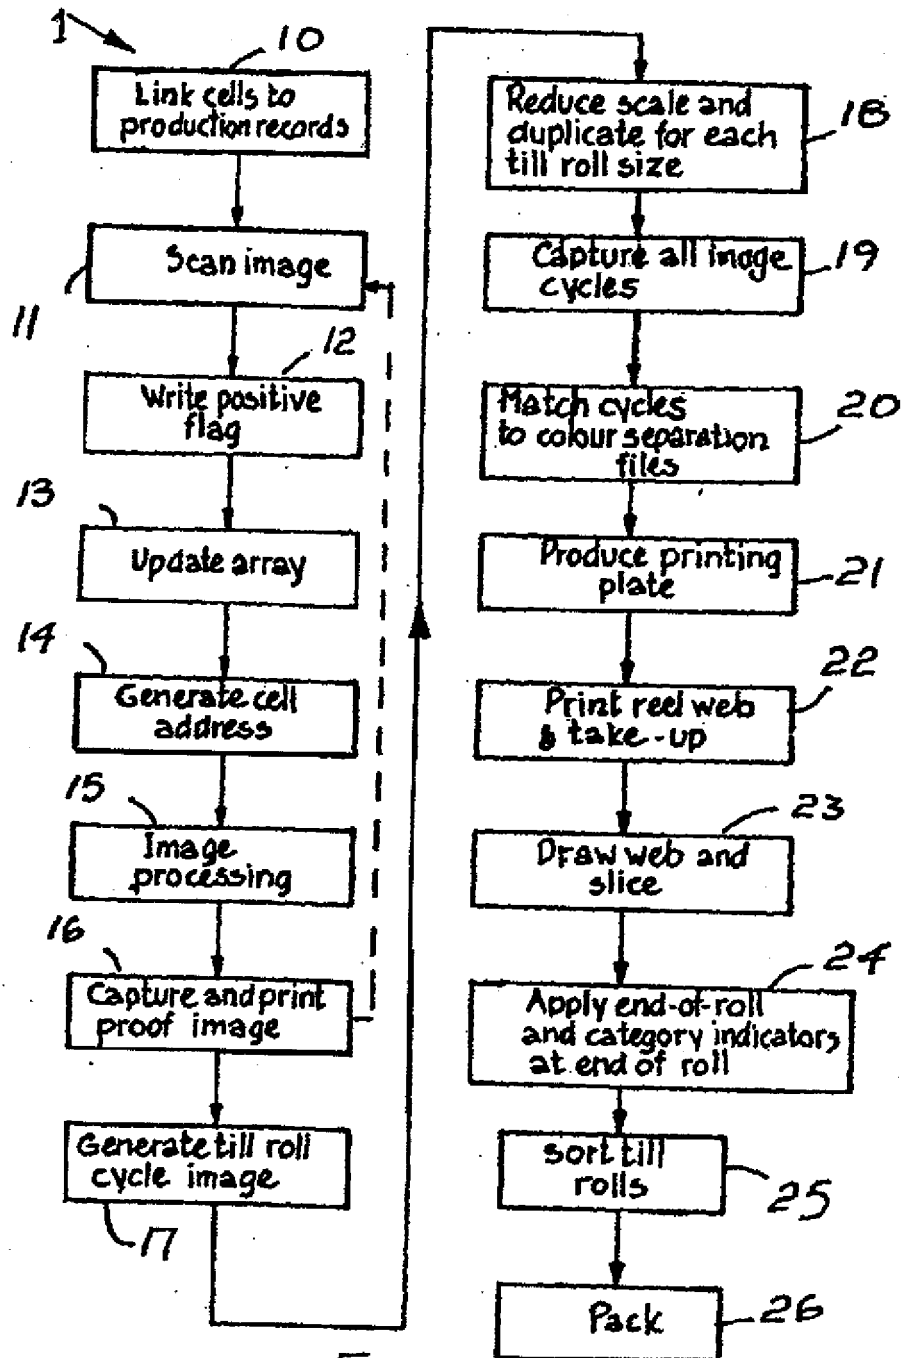 1
10
Link cells to
production records
Scan image
11
12
Write positive
flag
13
Update array
14
Generate cell
address
15
Image
processing
16
Capture and print
proof image
Generate till roll
cycle image
17
Reduce scale and
duplicate for each
till roll size
18
Capture all image
cycles
19
Match cycles
to colour separation
files
20
Produce printing
plate
21
22
Print reel web
& take-up
23
Draw web and
slice
24
Apply end-of-roll
and category indicators
at end of roll
sort till
rolls
25
Pack
26